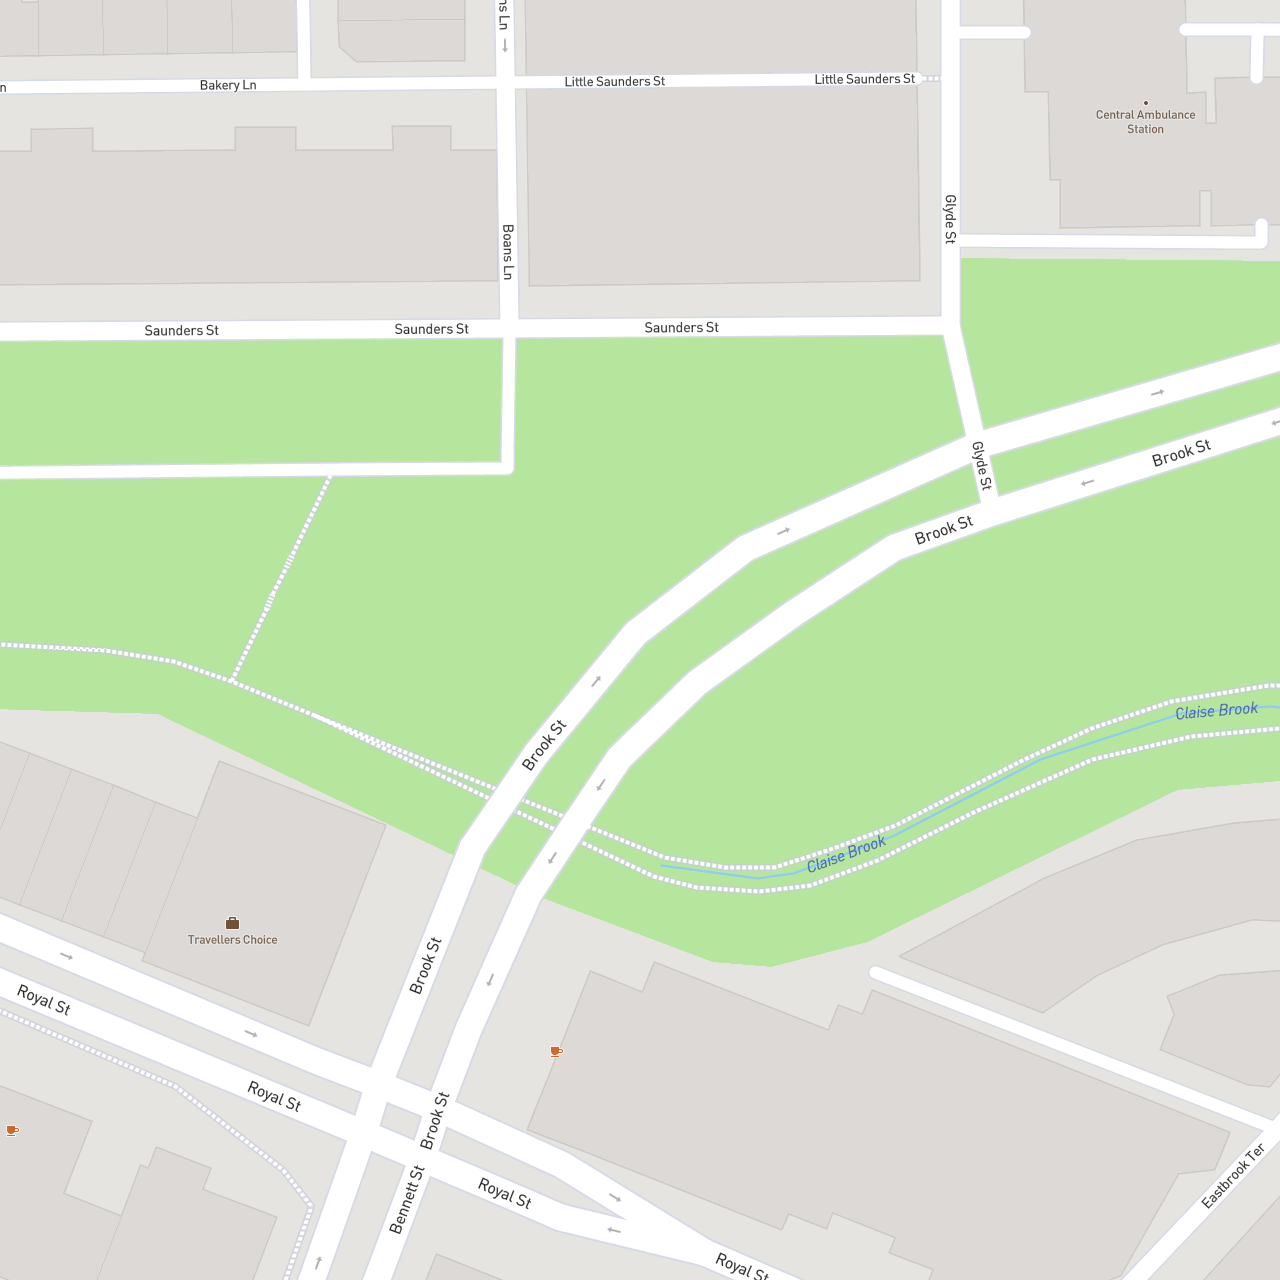 ns Ln
Little Saunders St
Little Saunders St
Bakery Ln
n
Central Ambulance
Station
Glyde St
Boans Ln
Saunders St
Saunders St
Saunders St
Glyde St
Brook St
Brook St
Claise Brook
Brook St
Claise Brook
Travellers Choice
Brook St
Royal St
Royal St
Brook St
Bennett St
Royal St
Eastbrook Ter
Royal St